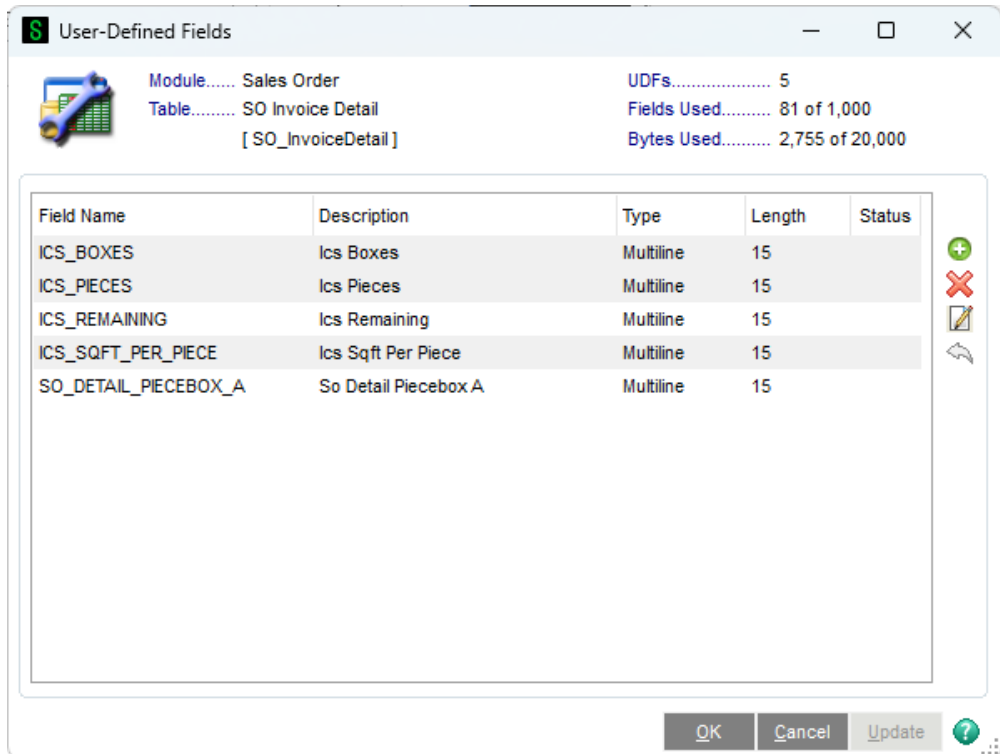 User-Defined Fields
Module...... Sales Order
UDFs.................... 5
Table......... SO Invoice Detail
Fields Used.......... 81 of 1,000
[ SO_InvoiceDetail ]
Bytes Used.......... 2,755 of 20,000
Field Name Description Type Length Status
ICS_BOXES Ics Boxes Multiline 15
ICS_PIECES Ics Pieces Multiline 15
ICS_REMAINING Ics Remaining Multiline 15
ICS_SQFT_PER_PIECE Ics Sqft Per Piece Multiline 15
SO_DETAIL_PIECEBOX_A So Detail Piecebox A Multiline 15
OK Cancel Update